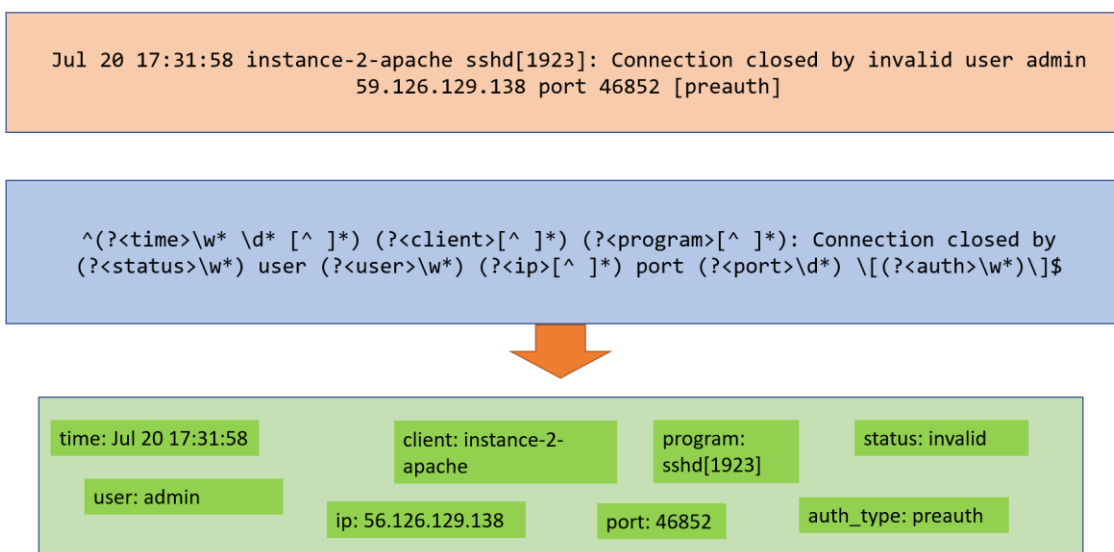 Jul 20 17:31:58 instance-2-apache sshd[1923]: Connection closed by invalid user admin
59.126.129.138 port 46852 [preauth]
^(?<time>\w* \d* [^ ]*) (?<client>[^ ]*) (?<program>[^ ]*): Connection closed by
(?<status>\w*) user (?<user>\w*) (?<ip>[^ ]*) port (?<port>\d*) \[(?<auth>\w*)\]$
time: Jul 20 17:31:58
client: instance-2-
apache
program:
sshd[1923]
status: invalid
user: admin
ip: 56.126.129.138
port: 46852
auth_type: preauth